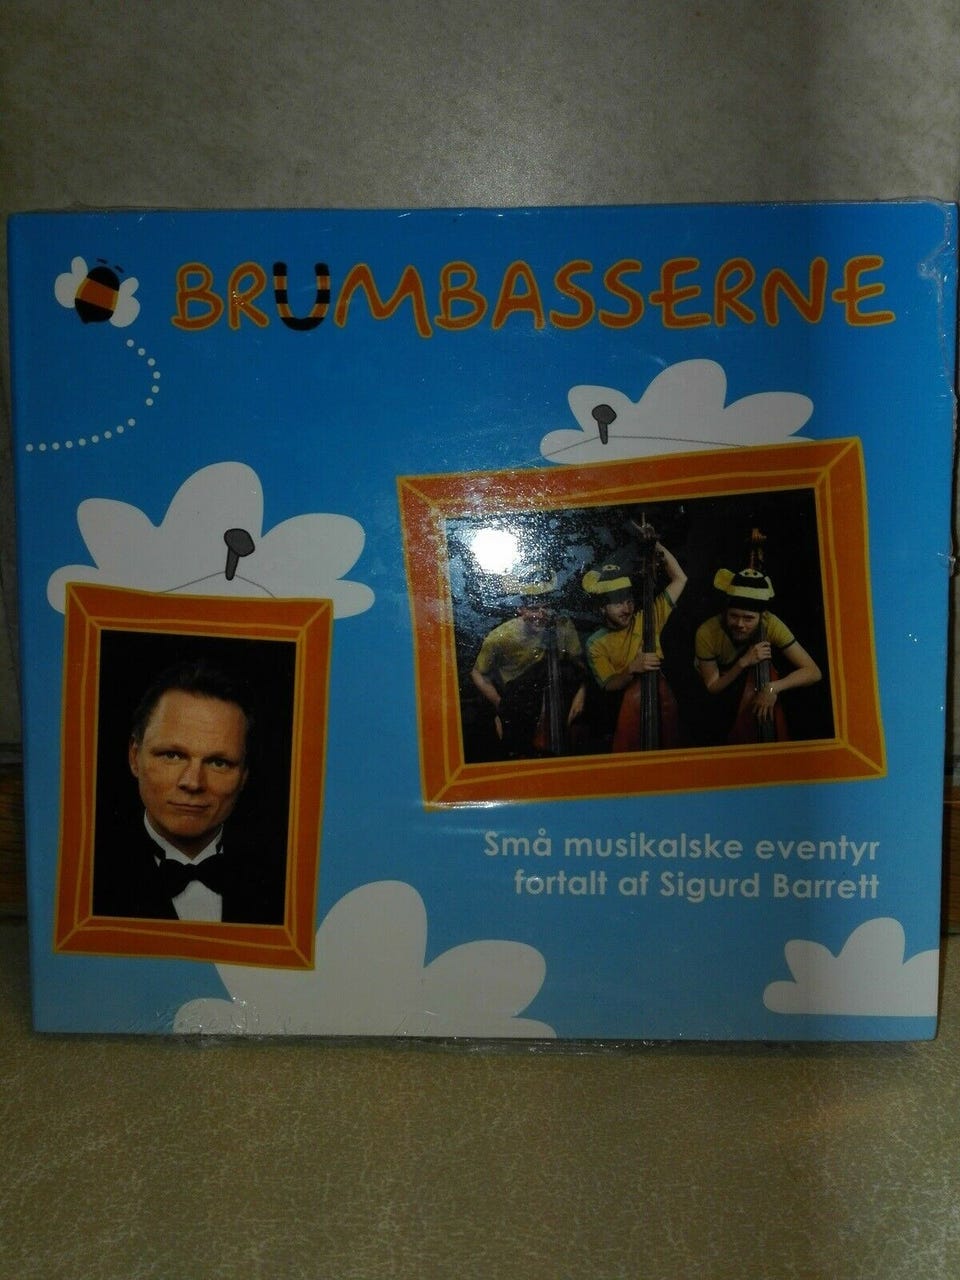 BRUMBASSERNE
Små musikalske eventyr
fortalt af Sigurd Barrett